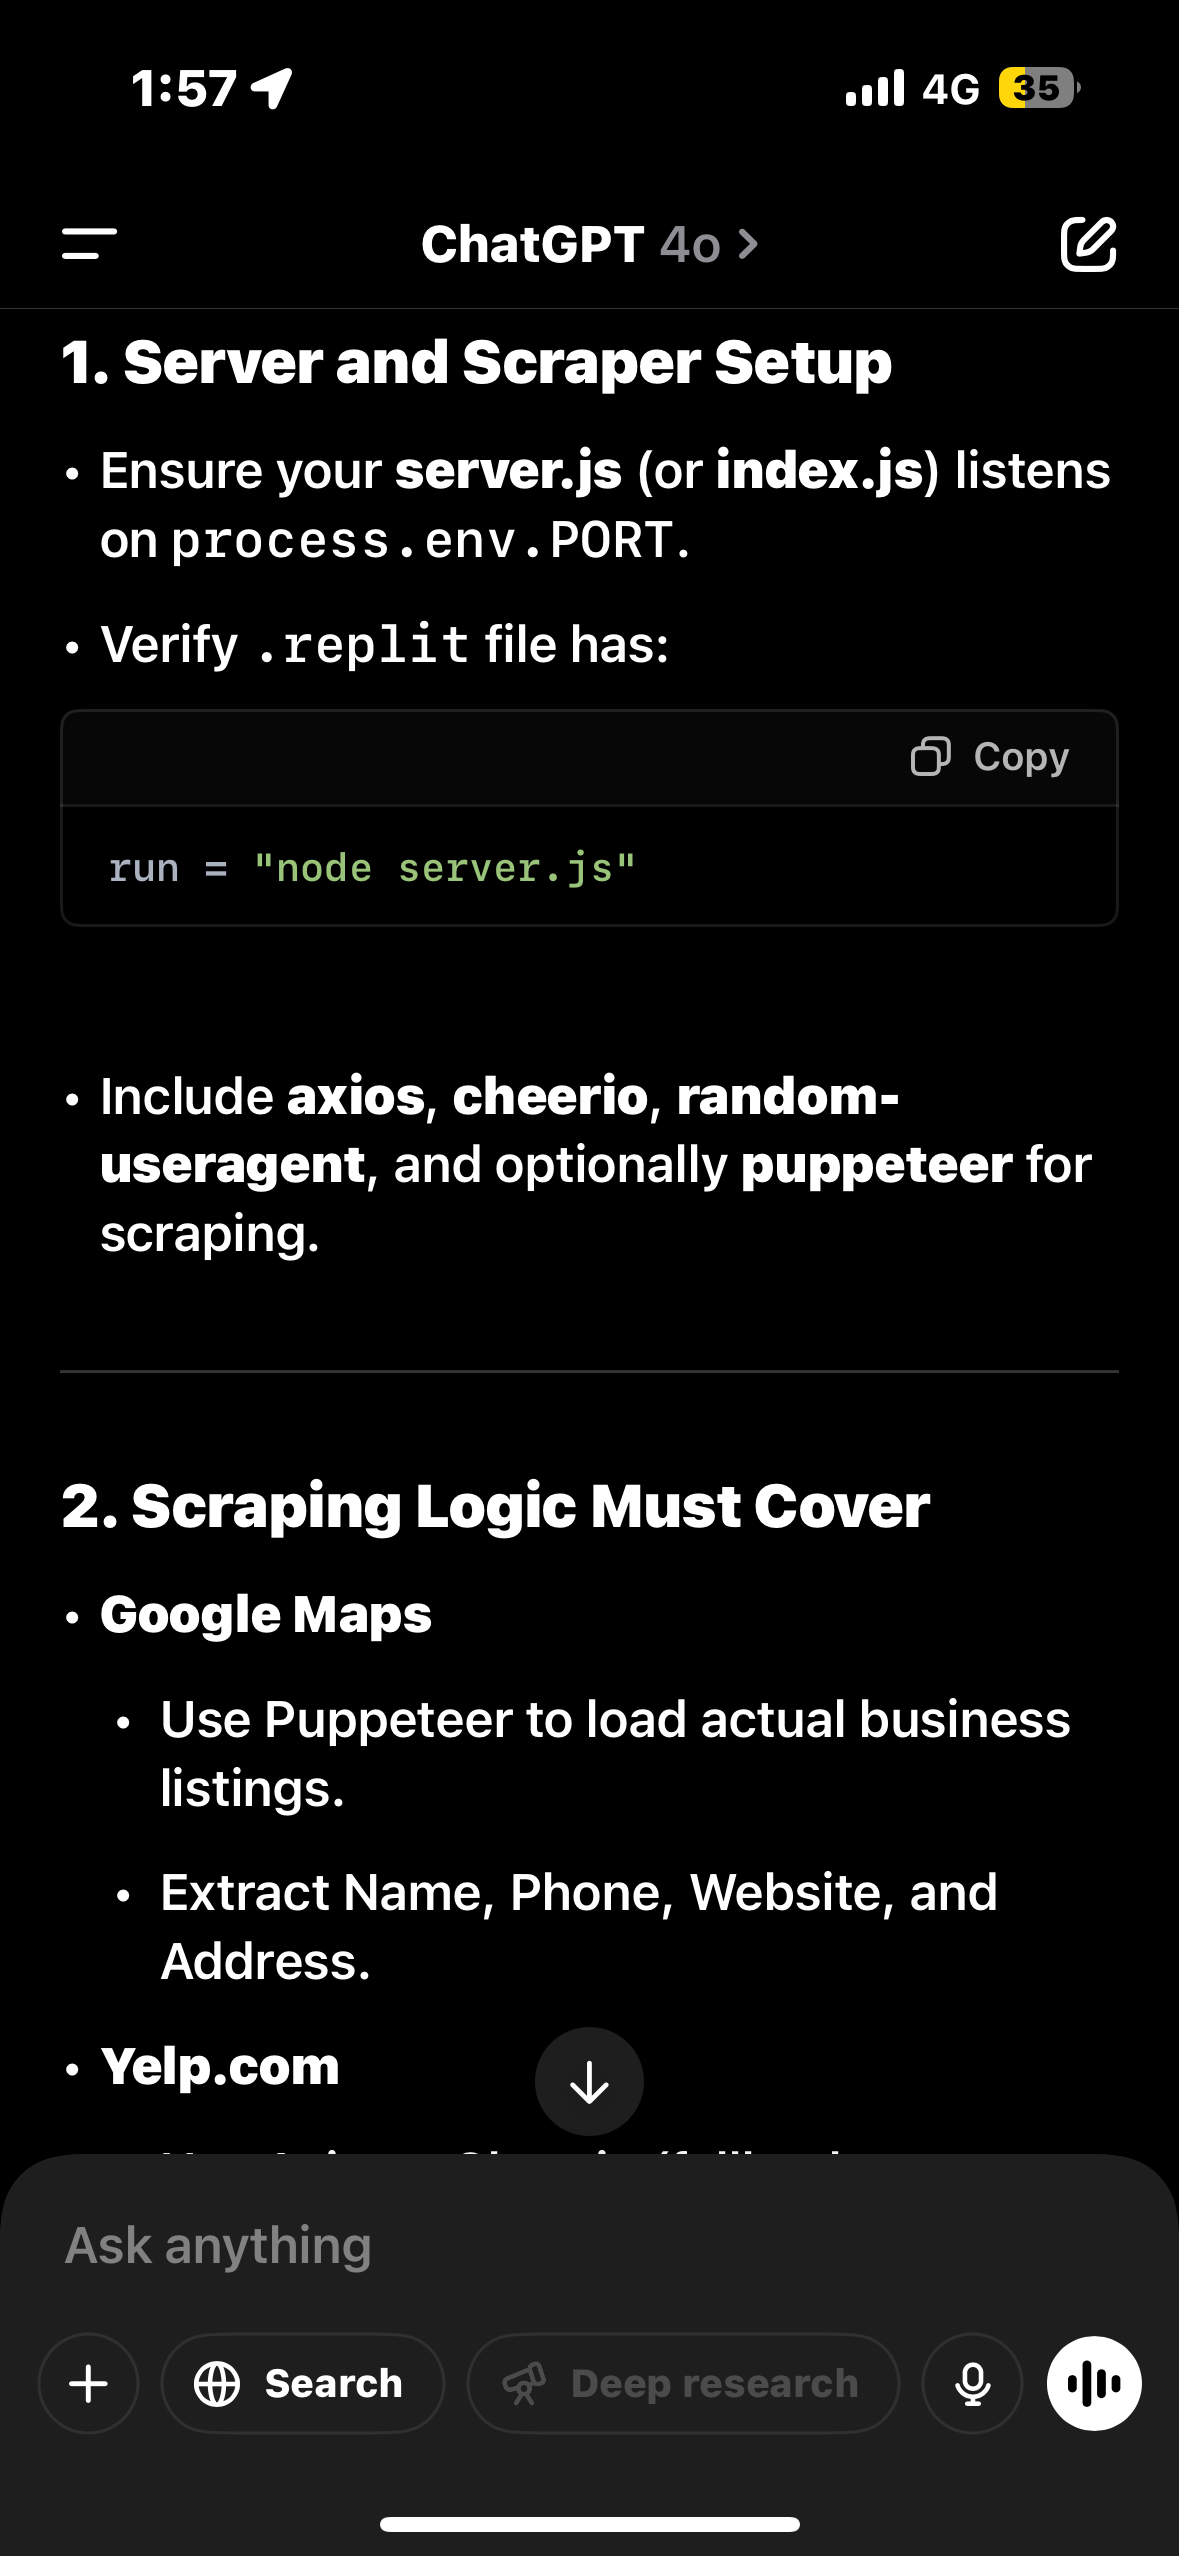 1:57
4G
35
ChatGPT 4o >
1. Server and Scraper Setup
• Ensure your server.js (or index.js) listens
on process.env.PORT.
• Verify .replit file has:
Copy
run = "node server.js"
• Include axios, cheerio, random-
useragent, and optionally puppeteer for
scraping.
2. Scraping Logic Must Cover
• Google Maps
• Use Puppeteer to load actual business
listings.
• Extract Name, Phone, Website, and
Address.
• Yelp.com
Ask anything
Search
Deep research